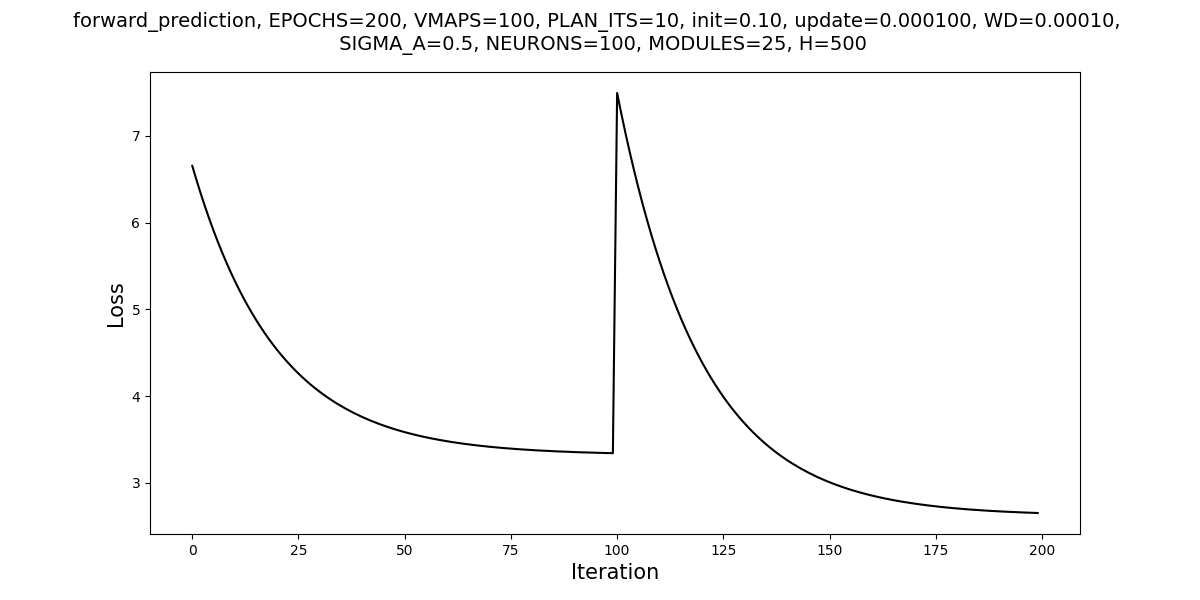 forward_prediction, EPOCHS=200, VMAPS=100, PLAN_ITS=10, init=0.10, update=0.000100, WD=0.00010,
SIGMA_A=0.5, NEURONS=100, MODULES=25, H=500
7
6
5
4
3
Loss
0 25 50 75 100 125 150 175 200
Iteration